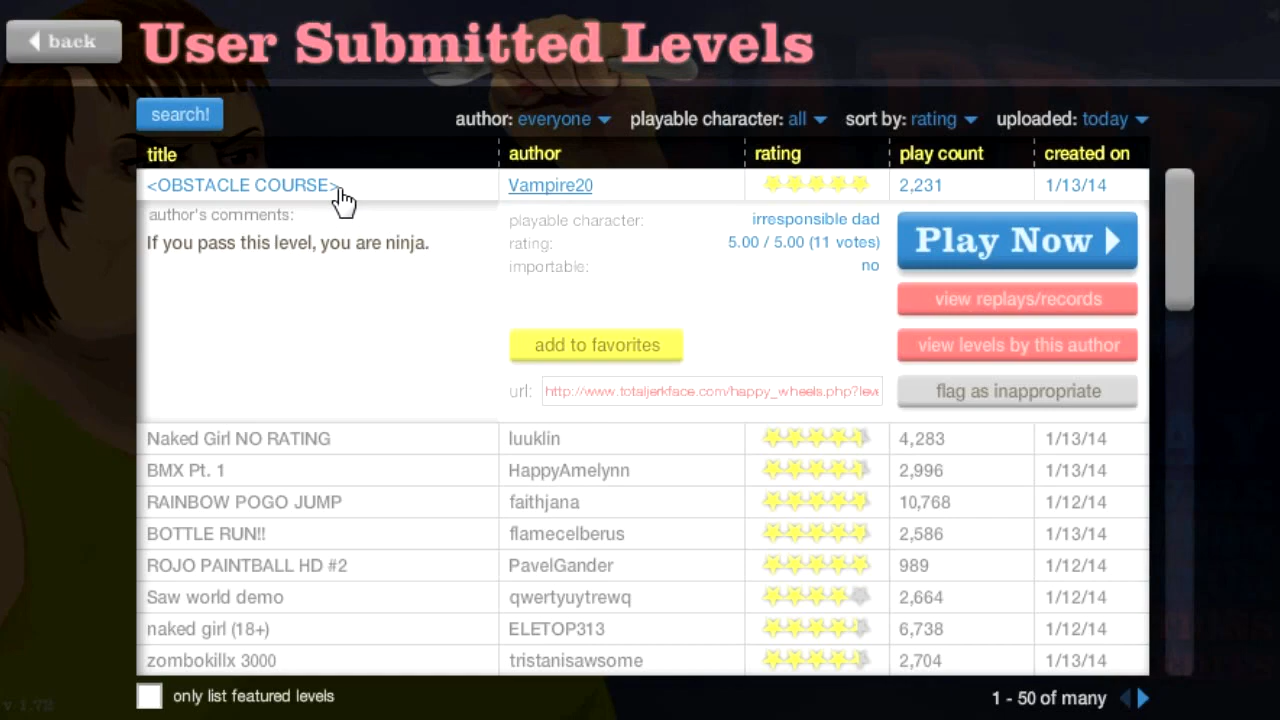 back
User Submitted Levels
search!
author: everyone playable character: all sort by: rating uploaded: today
title author rating play count created on
<OBSTACLE COURSE> Vampire20 2,231 1/13/14
author's comments:
If you pass this level, you are ninja.
playable character: irresponsible dad
rating: 5.00 / 5.00 (11 votes)
importable: no
Play Now
view replays/records
add to favorites
view levels by this author
url: http://www.totaljerkface.com/happy_wheels.php?lev
flag as inappropriate
Naked Girl NO RATING luuklin 4,283 1/13/14
BMX Pt. 1 HappyAmelynn 2,996 1/13/14
RAINBOW POGO JUMP faithjana 10,768 1/12/14
BOTTLE RUN!! flamecelberus 2,586 1/13/14
ROJO PAINTBALL HD #2 PavelGander 989 1/12/14
Saw world demo qwertyuytrewq 2,664 1/12/14
naked girl (18+) ELETOP313 6,738 1/12/14
zombokillx 3000 tristanisawsome 2,704 1/13/14
only list featured levels
1 - 50 of many
v 1.72